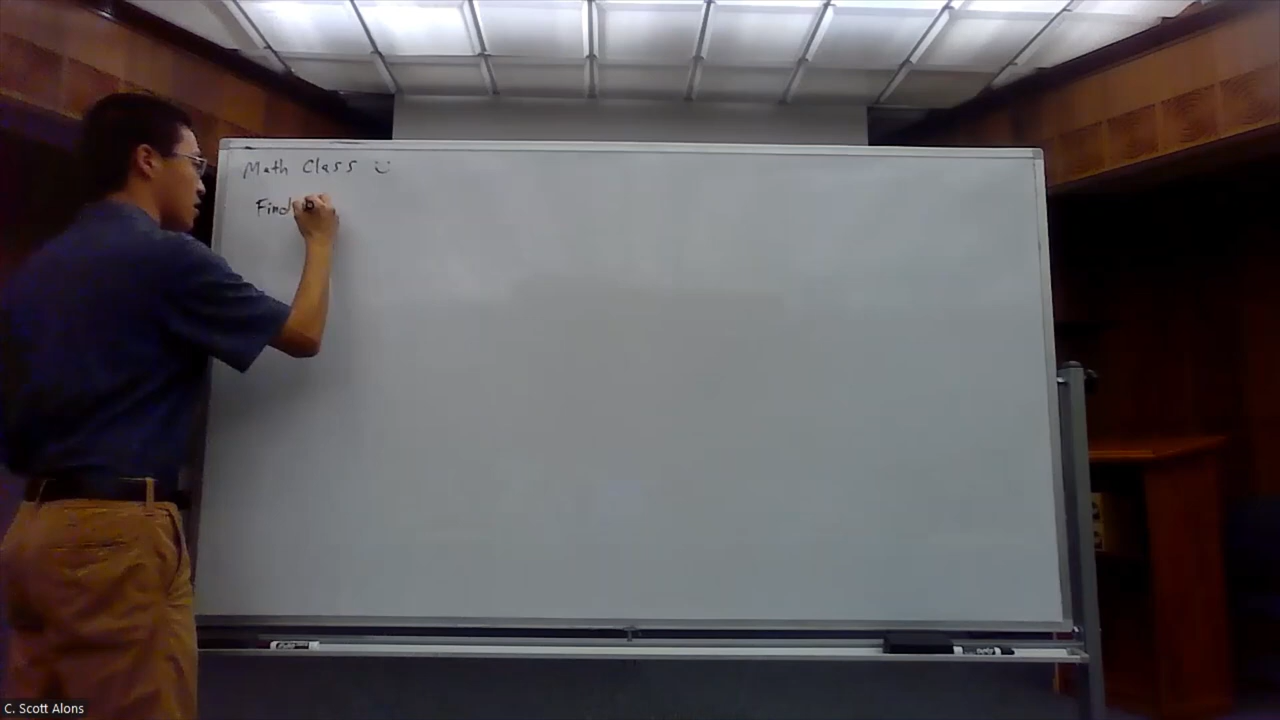 Math Class ☺
Find
C. Scott Alons